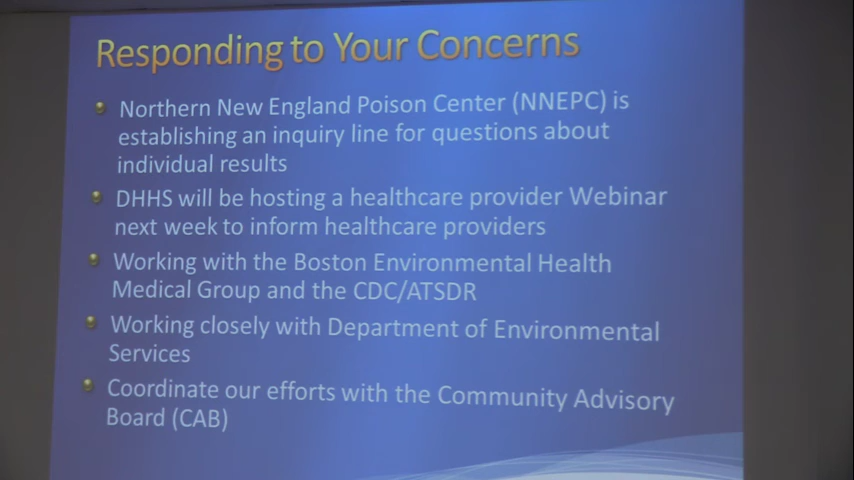 Responding to Your Concerns
Northern New England Poison Center (NNEPC) is
establishing an inquiry line for questions about
individual results
DHHS will be hosting a healthcare provider Webinar
next week to inform healthcare providers
Working with the Boston Environmental Health
Medical Group and the CDC/ATSDR
Working closely with Department of Environmental
Services
Coordinate our efforts with the Community Advisory
Board (CAB)